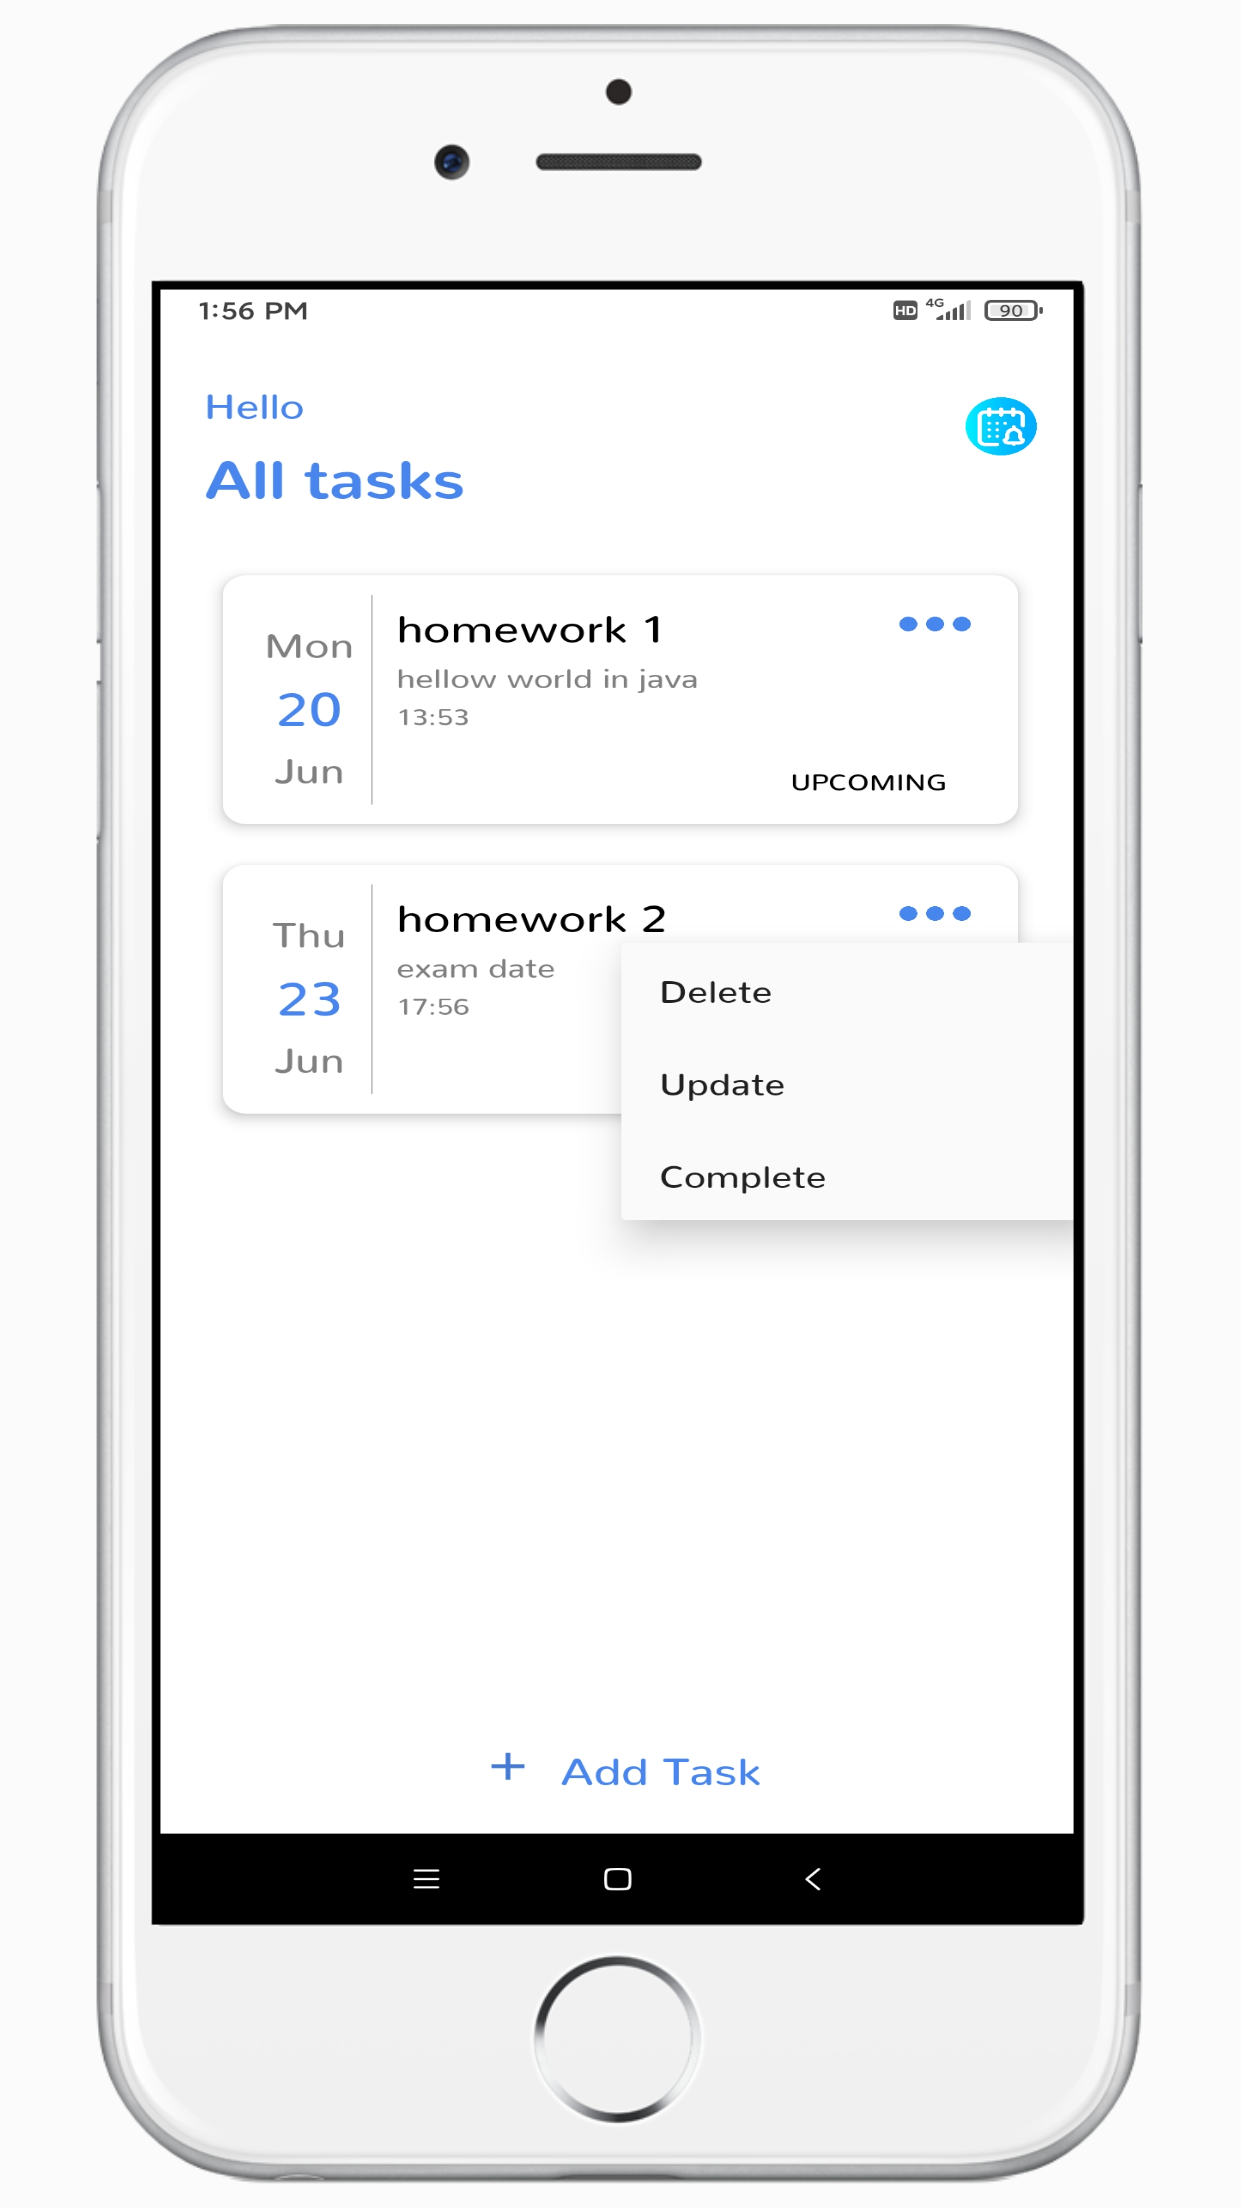 1:56 PM
HD 4G 90
Hello
All tasks
Mon
20
Jun
homework 1
hellow world in java
13:53
UPCOMING
Thu
23
Jun
homework 2
exam date
17:56
Delete
Update
Complete
+ Add Task